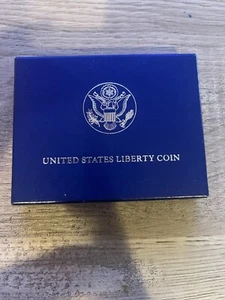 UNITED STATES LIBERTY COIN